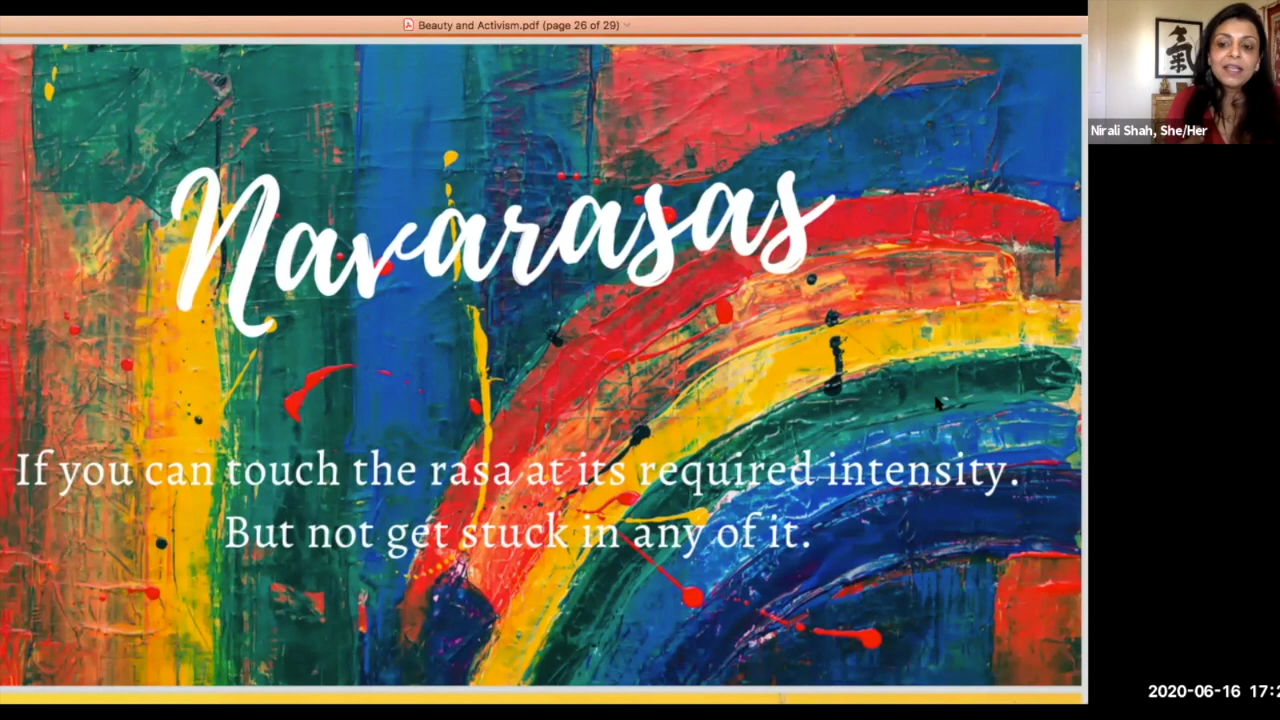 Beauty and Activism.pdf (page 26 of 29)
氣
Nirali Shah, She/Her
Navarasas
If you can touch the rasa at its required intensity.
But not get stuck in any of it.
2020-06-16 17:2